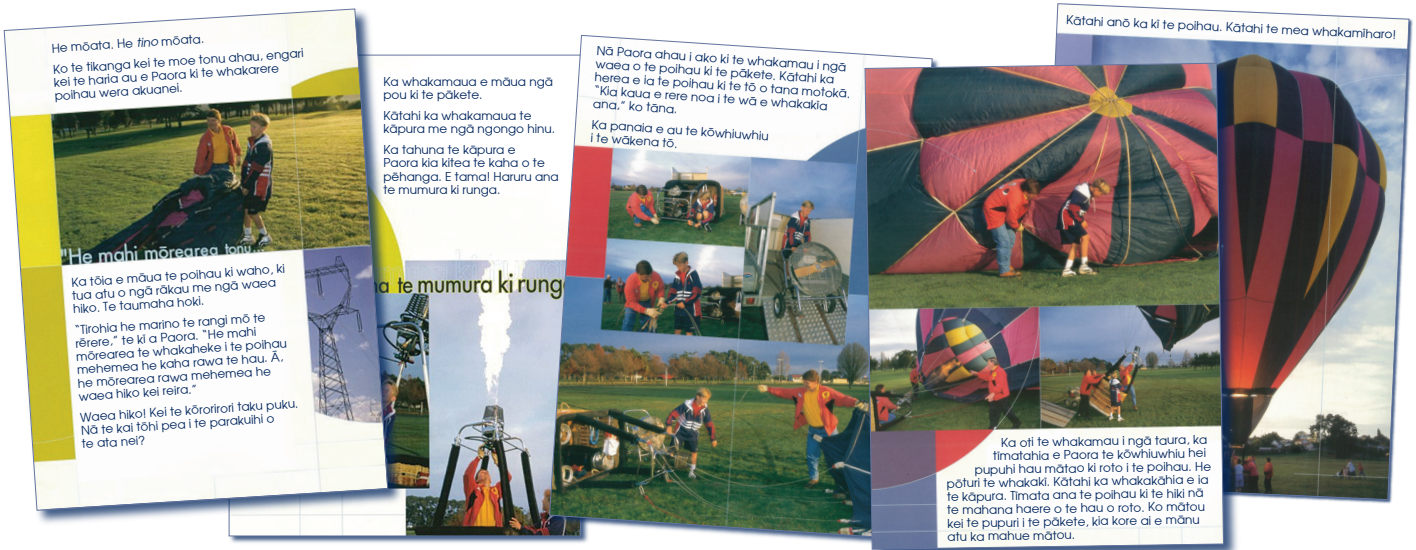 He mōata. He tino mōata.
Ko te tikanga kei te moe tonu ahau, engari
kei te haria au e Paora ki te whakarere
poihau wera akuanei.
"He mahi mōrearea tonu...
Ka tōia e māua te poihau ki waho, ki
tua atu o ngā rākau me ngā waea
hiko. Te taumaha hoki.
"Tirohia he marino te rangi mō te
rērere," te kī a Paora. "He mahi
mōrearea te whakaheke i te poihau
mehemea he kaha rawa te hau. Ā,
he mōrearea rawa mehemea he
waea hiko kei reira."
Waea hiko! Kei te kōrorirori taku puku.
Nā te kai tōhi pea i te parakuihi o
te ata nei?
Ka whakamaua e māua ngā
pou ki te pākete.
Kātahi ka whakamaua te
kāpura me ngā ngongo hinu.
Ka tahuna te kāpura e
Paora kia kitea te kaha o te
pēhanga. E tama! Haruru ana
te mumura ki runga.
na te mumura ki rung
Nā Paora ahau i ako ki te whakamau i ngā
waea o te poihau ki te pākete. Kātahi ka
herea e ia te poihau ki te tō o tana motokā.
"Kia kaua e rere noa i te wā e whakakia
ana," ko tāna.
Ka panaia e au te kōwhiuwhiu
i te wākena tō.
Ka oti te whakamau i ngā taura, ka
tīmatahia e Paora te kōwhiuwhiu hei
pupuhi hau mātao ki roto i te poihau. He
pōturi te whakakī. Kātahi ka whakakāhia e ia
te kāpura. Tīmata ana te poihau ki te hiki nā
te mahana haere o te hau o roto. Ko mātou
kei te pupuri i te pākete, kia kore ai e mānu
atu ka mahue mātou.
Kātahi anō ka kī te poihau. Kātahi te mea whakamīharo!